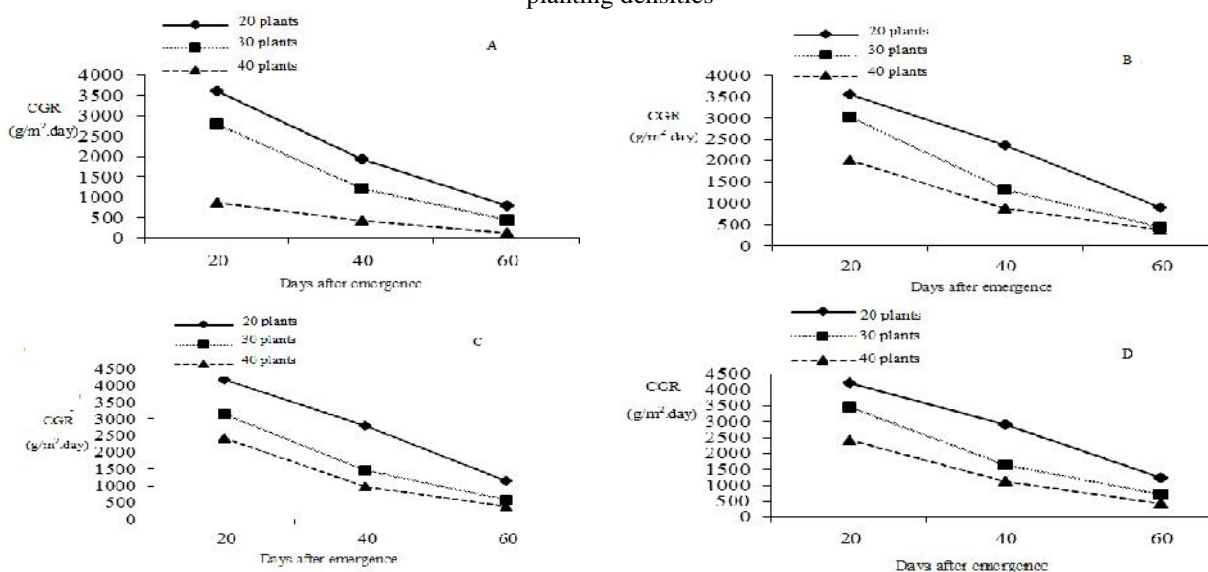 planting densities
20 plants
30 plants
40 plants
A
4000
3500
3000
2500
2000
1500
1000
500
0
CGR
(g/m².day)
20
40
60
Days after emergence
20 plants
30 plants
40 plants
B
4000
3500
3000
2500
2000
1500
1000
500
0
CGR
(g/m².day)
20
40
60
Days after emergence
20 plants
30 plants
40 plants
C
4500
4000
3500
3000
2500
2000
1500
1000
500
0
CGR
(g/m².day)
20
40
60
Days after emergence
20 plants
30 plants
40 plants
D
4500
4000
3500
3000
2500
2000
1500
1000
500
0
CGR
(g/m².day)
20
40
60
Days after emergence